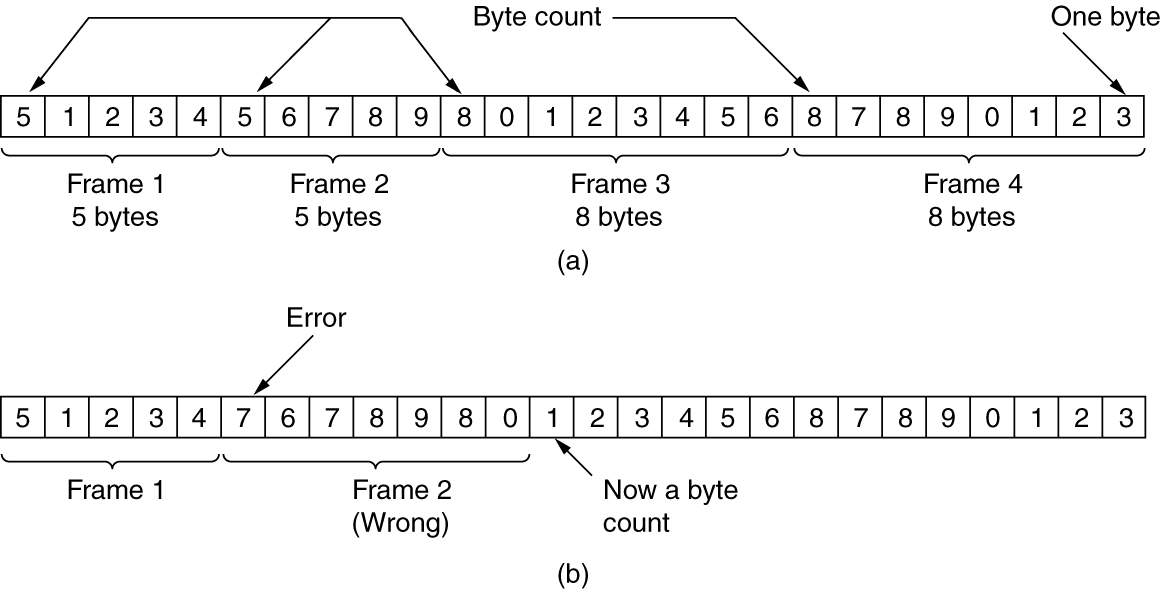 Byte count
One byte
5 1 2 3 4 5 6 7 8 9 8 0 1 2 3 4 5 6 8 7 8 9 0 1 2 3
Frame 1
5 bytes
Frame 2
5 bytes
Frame 3
8 bytes
Frame 4
8 bytes
(a)
Error
5 1 2 3 4 7 6 7 8 9 8 0 1 2 3 4 5 6 8 7 8 9 0 1 2 3
Frame 1
Frame 2
(Wrong)
Now a byte
count
(b)